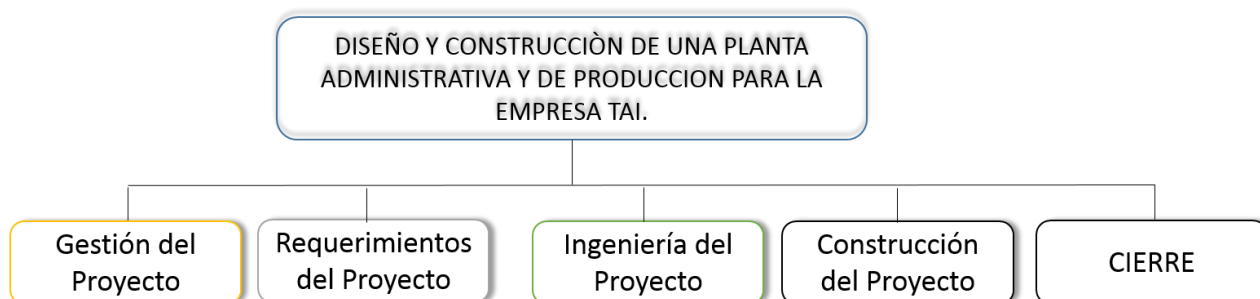 DISEÑO Y CONSTRUCCIÒN DE UNA PLANTA
ADMINISTRATIVA Y DE PRODUCCION PARA LA
EMPRESA TAI.
Gestión del
Proyecto
Requerimientos
del Proyecto
Ingeniería del
Proyecto
Construcción
del Proyecto
CIERRE